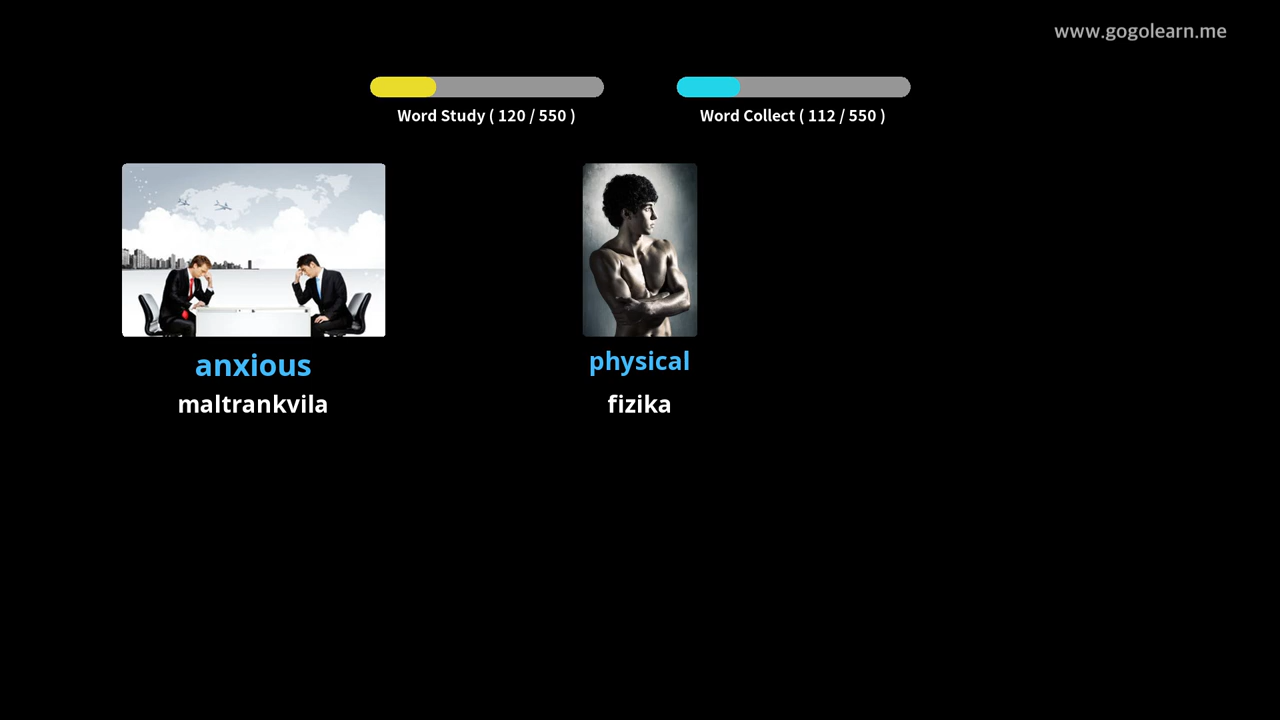 www.gogolearn.me
Word Study ( 120 / 550 )
Word Collect ( 112 / 550 )
anxious
maltrankvila
physical
fizika